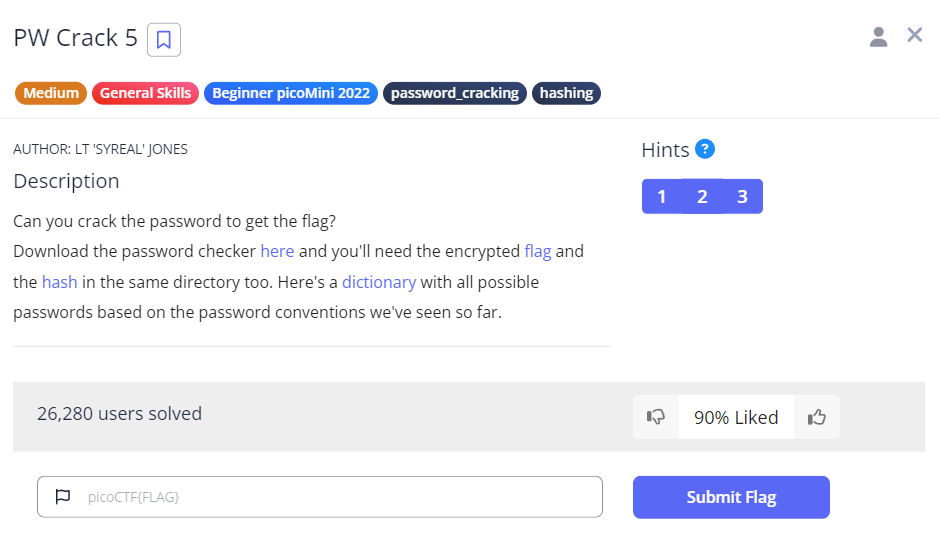 PW Crack 5
Medium General Skills Beginner picoMini 2022 password_cracking hashing
AUTHOR: LT 'SYREAL' JONES
Description
Can you crack the password to get the flag?
Download the password checker here and you'll need the encrypted flag and
the hash in the same directory too. Here's a dictionary with all possible
passwords based on the password conventions we've seen so far.
Hints ?
1 2 3
26,280 users solved
90% Liked
picoCTF{FLAG}
Submit Flag